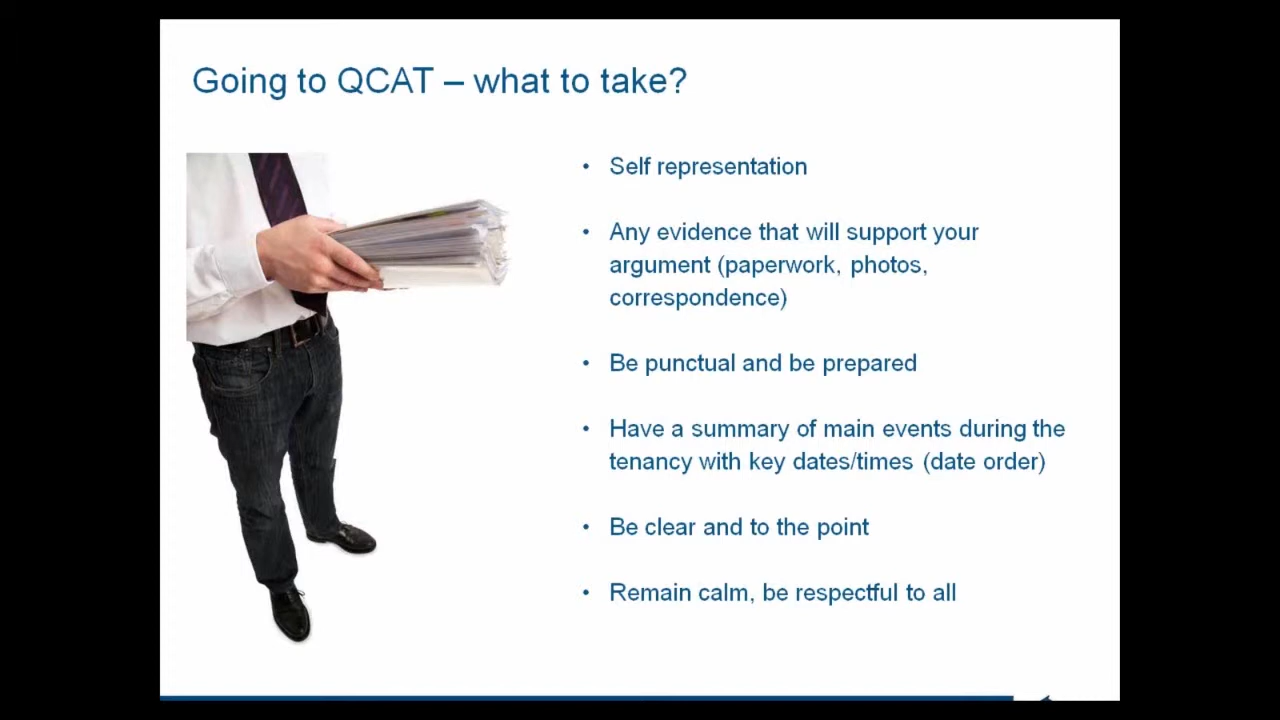 Going to QCAT – what to take?
• Self representation
• Any evidence that will support your
argument (paperwork, photos,
correspondence)
• Be punctual and be prepared
• Have a summary of main events during the
tenancy with key dates/times (date order)
• Be clear and to the point
• Remain calm, be respectful to all